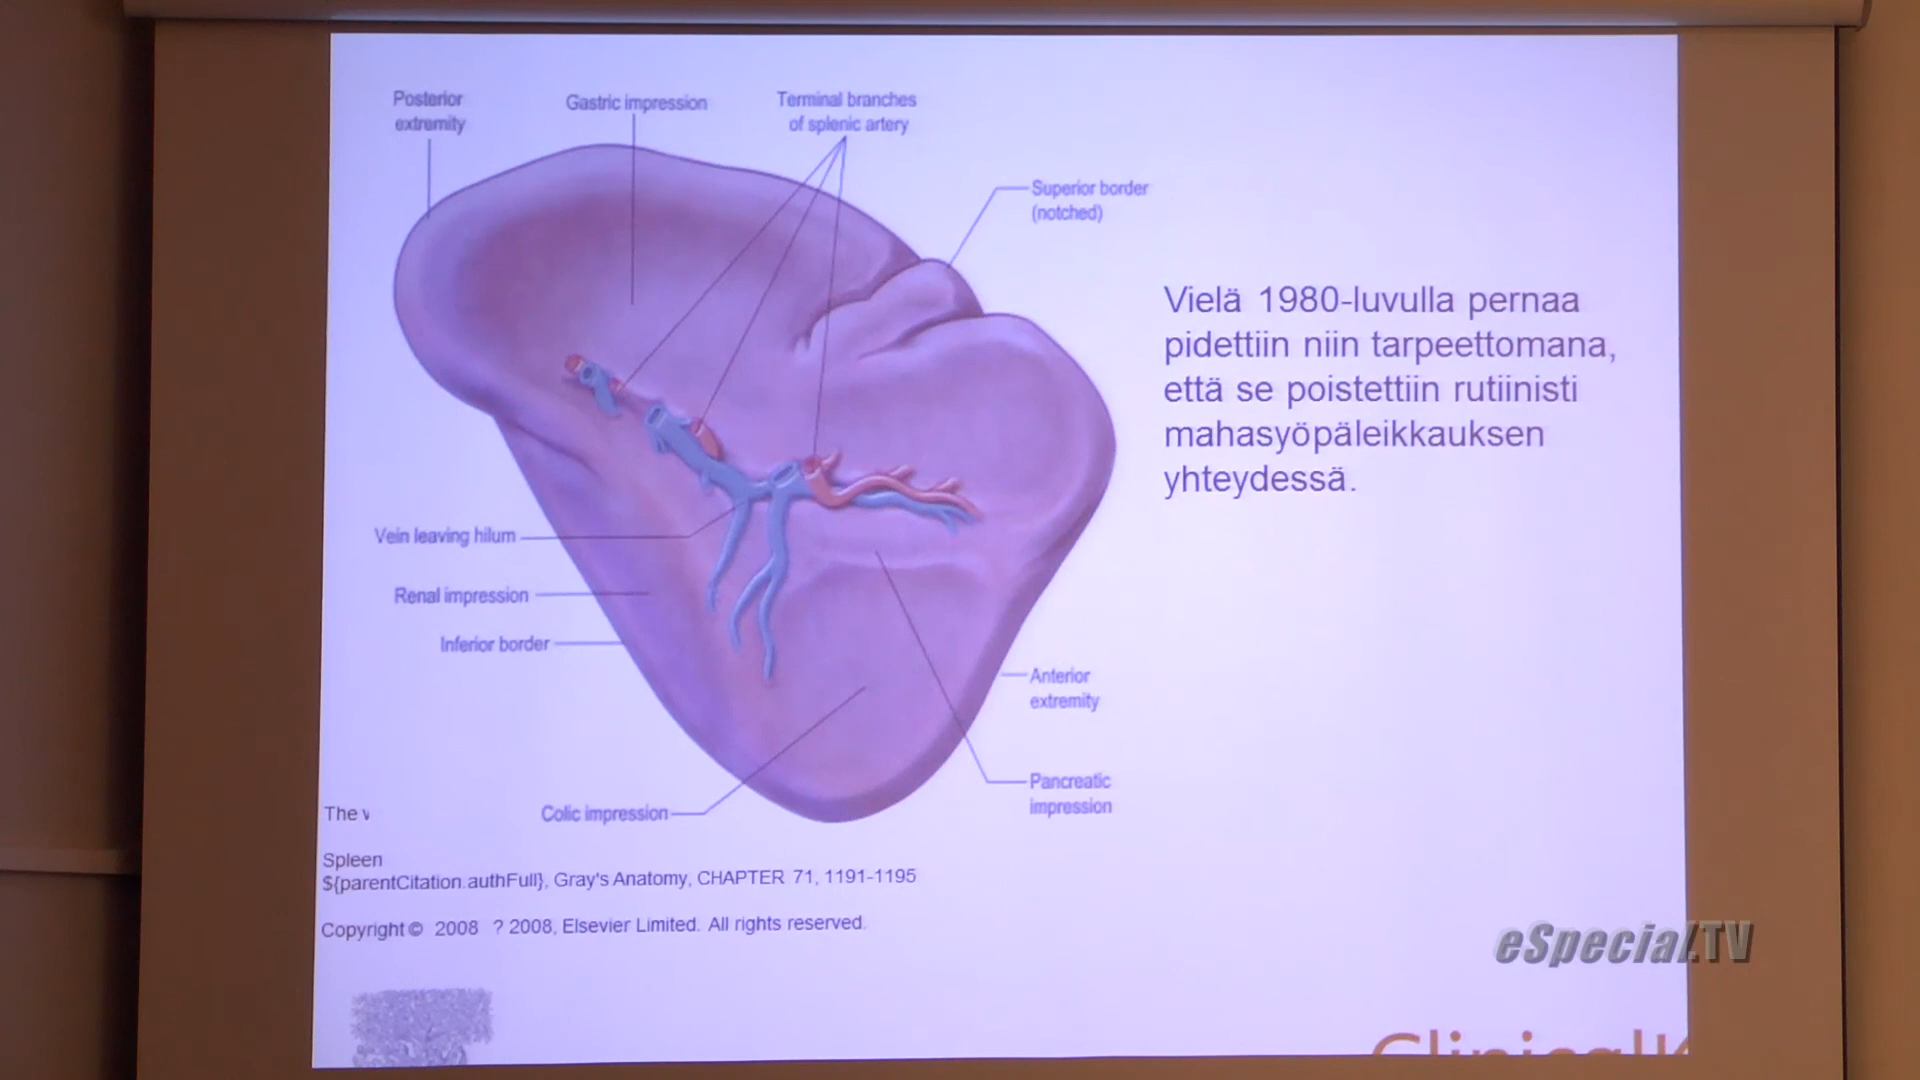 Posterior
extremity
Gastric impression
Terminal branches
of splenic artery
Superior border
(notched)
Vielä 1980-luvulla pernaa
pidettiin niin tarpeettomana,
että se poistettiin rutiinisti
mahasyöpäleikkauksen
yhteydessä.
Vein leaving hilum
Renal impression
Inferior border
Anterior
extremity
Pancreatic
impression
Colic impression
The
Spleen
${parentCitation.authFull}, Gray's Anatomy, CHAPTER 71, 1191-1195
Copyright © 2008 ? 2008, Elsevier Limited. All rights reserved.
eSpecial.TV